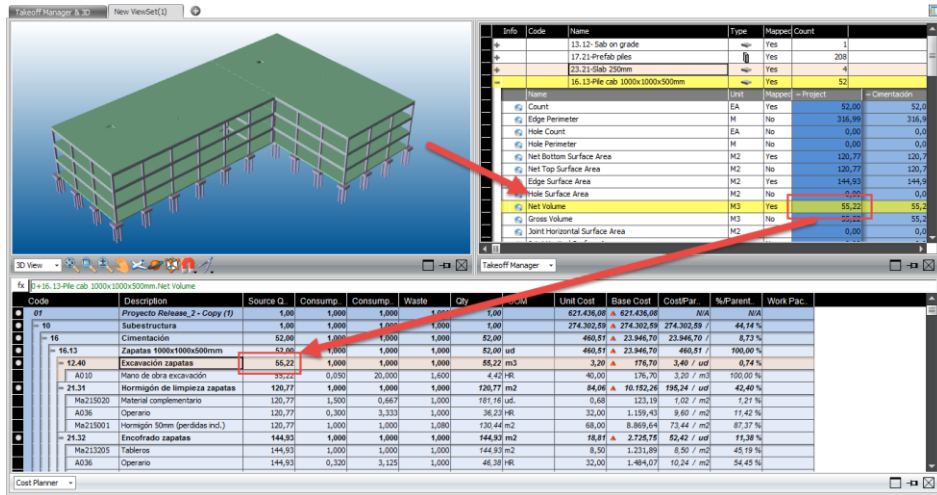 Takeoff Manager & 3D New ViewSet(1)
Info Code Name Type Mapped Count
13.12- Sab on grade Yes 1
17.21-Prefab piles Yes 208
23.21-Slab 250mm Yes 4
16.13-Pile cab 1000x1000x500mm Yes 52
Name Unit Mapped = Project = Cimentación
Count EA Yes 52,00 52,0
Edge Perimeter M No 316,99 316,9
Hole Count EA No 0,00 0,0
Hole Perimeter M No 0,00 0,0
Net Bottom Surface Area M2 Yes 120,77 120,7
Net Top Surface Area M2 No 120,77 120,7
Edge Surface Area M2 Yes 144,93 144,9
Hole Surface Area M2 No 0,00 0,0
Net Volume M3 Yes 55,22 55,2
Gross Volume M3 No 55,22 55,2
Joint Horizontal Surface Area M2 No 0,00 0,0
3D View
Takeoff Manager
fx 0+16.13-Pile cab 1000x1000x500mm.Net Volume
Code Description Source Q.. Consump.. Consump.. Waste Qty UOM Unit Cost Base Cost Cost/Par.. %/Parent.. Work Pac..
01 Proyecto Release_2 - Copy (1) 1,00 1,000 1,000 1,000 1,00 621.436,08 621.436,08 N/A N/A
10 Subestructura 1,00 1,000 1,000 1,000 1,00 274.302,59 274.302,59 274.302,59 / 44,14 %
16 Cimentación 52,00 1,000 1,000 1,000 52,00 460,51 23.946,70 23.946,70 / 8,73 %
16.13 Zapatas 1000x1000x500mm 52,00 1,000 1,000 1,000 52,00 ud 460,51 23.946,70 460,51 / 100,00 %
12.40 Excavación zapatas 55,22 1,000 1,000 1,000 55,22 m3 3,20 176,70 3,40 / ud 0,74 %
A010 Mano de obra excavación 55,22 0,050 20,000 1,600 4,42 HR 40,00 176,70 3,20 / m3 100,00 %
21.31 Hormigón de limpieza zapatas 120,77 1,000 1,000 1,000 120,77 m2 84,06 10.152,26 195,24 / ud 42,40 %
Ma215020 Material complementario 120,77 1,500 0,667 1,000 181,16 ud. 0,68 123,19 1,02 / m2 1,21 %
A036 Operario 120,77 0,300 3,333 1,000 36,23 HR 32,00 1.159,43 9,60 / m2 11,42 %
Ma215001 Hormigón 50mm (perdidas incl.) 120,77 1,000 1,000 1,080 130,44 m2 68,00 8.869,64 73,44 / m2 87,37 %
21.32 Encofrado zapatas 144,93 1,000 1,000 1,000 144,93 m2 18,81 2.725,75 52,42 / ud 11,38 %
Ma213205 Tableros 144,93 1,000 1,000 1,000 144,93 m2 8,50 1.231,89 8,50 / m2 45,19 %
A036 Operario 144,93 0,320 3,125 1,000 46,38 HR 32,00 1.484,07 10,24 / m2 54,45 %
Cost Planner